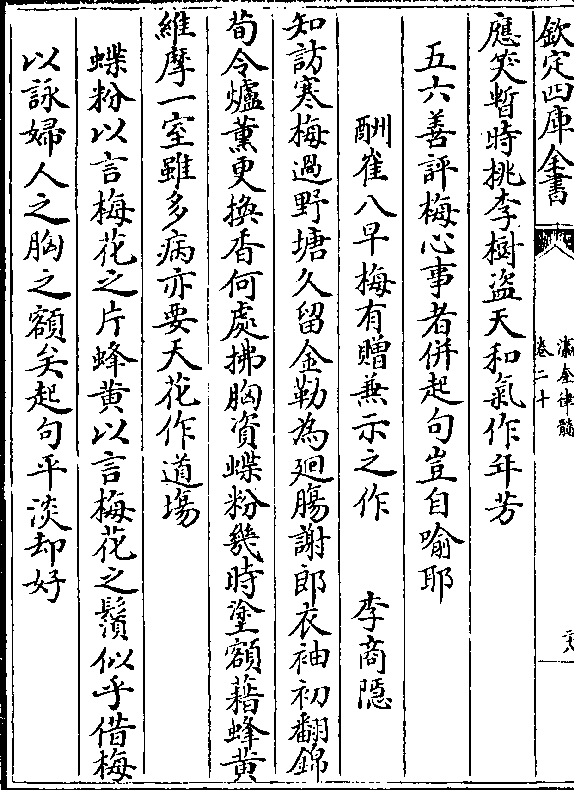 欽定四庫全書
瀛奎律髓
卷二十
應笑暫時桃李樹盜天和氣作年芳
五六善評梅心事者併起句豈自喻耶
酬崔八早梅有贈兼示之作 李商隱
知訪寒梅過野塘久留金勒為廻腸謝郎衣袖初翻錦
荀令爐薰更換香何處拂胸資蝶粉幾時塗額藉蜂黃
維摩一室雖多病亦要天花作道場
蝶粉以言梅花之片蜂黃以言梅花之鬚似乎借梅
以詠婦人之胸之額矣起句平淡却好